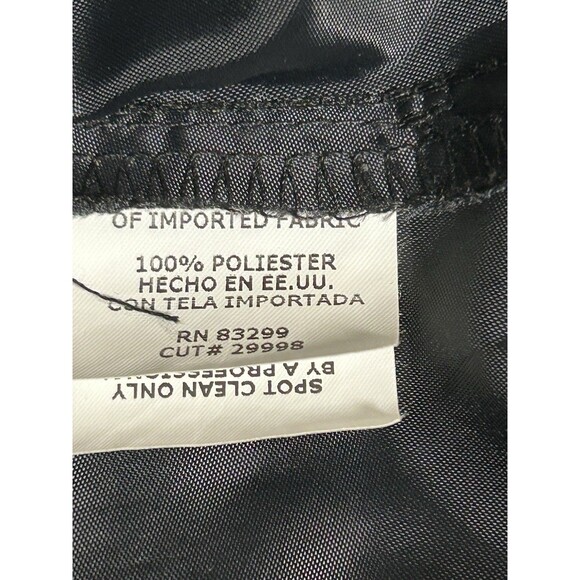 OF IMPORTED FABRIC
100% POLIESTER
HECHO EN EE.UU.
CON TELA IMPORTADA
RN 83299
CUT# 29998
SPOT CLEAN ONLY
BY A